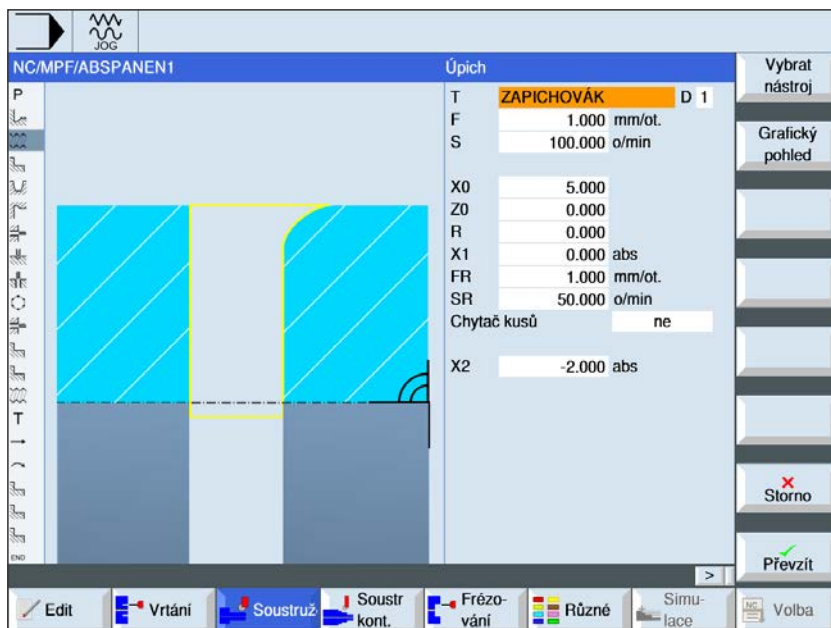 JOG
NC/MPF/ABSPANEN1
Úpich
P
T
END
T ZAPICHOVÁK D 1
F 1.000 mm/ot.
S 100.000 o/min
X0 5.000
Z0 0.000
R 0.000
X1 0.000 abs
FR 1.000 mm/ot.
SR 50.000 o/min
Chytač kusů ne
X2 -2.000 abs
Vybrat
nástroj
Grafický
pohled
Storno
Převzít
>
Edit
Vrtání
Soustruž
Soustr
kont.
Frézo-
vání
Různé
Simu-
lace
NC
Volba